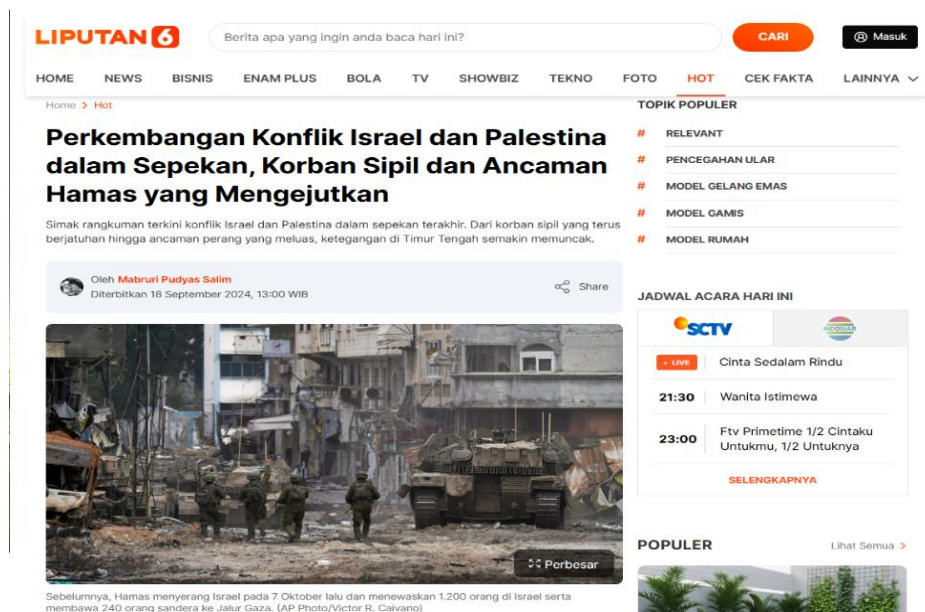 LIPUTAN 6
Berita apa yang ingin anda baca hari ini?
CARI
Masuk
HOME NEWS BISNIS ENAM PLUS BOLA TV SHOWBIZ TEKNO FOTO HOT CEK FAKTA LAINNYA
Home > Hot
Perkembangan Konflik Israel dan Palestina
dalam Sepekan, Korban Sipil dan Ancaman
Hamas yang Mengejutkan
Simak rangkuman terkini konflik Israel dan Palestina dalam sepekan terakhir. Dari korban sipil yang terus
berjatuhan hingga ancaman perang yang meluas, ketegangan di Timur Tengah semakin memuncak.
Oleh Mabruri Pudyas Salim
Diterbitkan 18 September 2024, 13:00 WIB
Share
Perbesar
Sebelumnya, Hamas menyerang Israel pada 7 Oktober lalu dan menewaskan 1.200 orang di Israel serta
membawa 240 orang sandera ke Jalur Gaza. (AP Photo/Victor R. Caivano)
TOPIK POPULER
# RELEVANT
# PENCEGAHAN ULAR
# MODEL GELANG EMAS
# MODEL GAMIS
# MODEL RUMAH
JADWAL ACARA HARI INI
SCTV
INDOSIAR
• LIVE Cinta Sedalam Rindu
21:30 Wanita Istimewa
23:00 Ftv Primetime 1/2 Cintaku
Untukmu, 1/2 Untuknya
SELENGKAPNYA
POPULER
Lihat Semua >